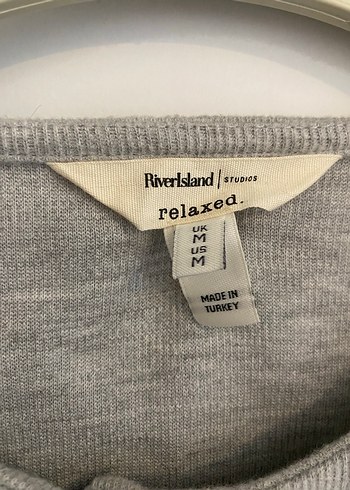 RiverIsland | STUDIOS
relaxed.
UK
M
US
M
MADE IN
TURKEY